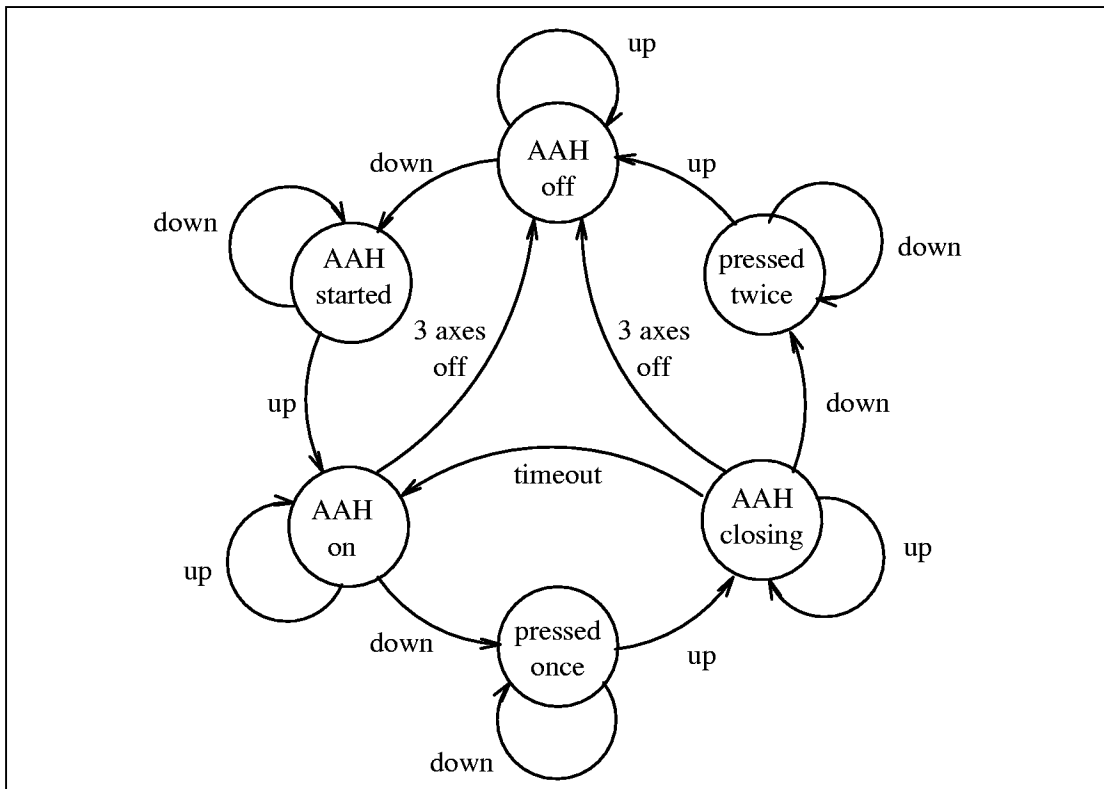 up
AAH
off
down
up
down
AAH
started
pressed
twice
down
3 axes
off
3 axes
off
up
down
timeout
AAH
on
AAH
closing
up
up
down
pressed
once
up
down